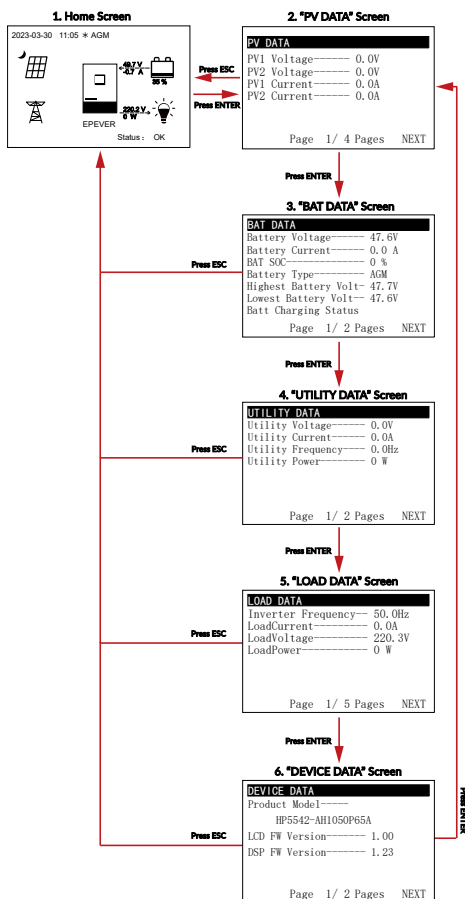 1. Home Screen
2023-03-30 11:05 ＊ AGM
49.7 V
-0.7 A
35 %
220.2 V
0 W
EPEVER
Status： OK
Press ESC
Press ENTER
2. "PV DATA" Screen
PV DATA
PV1 Voltage------ 0.0V
PV2 Voltage------ 0.0V
PV1 Current------ 0.0A
PV2 Current------ 0.0A
Page 1/ 4 Pages NEXT
Press ENTER
3. "BAT DATA" Screen
BAT DATA
Battery Voltage------ 47.6V
Battery Current------ 0.0 A
BAT SOC-------------- 0 %
Battery Type--------- AGM
Highest Battery Volt- 47.7V
Lowest Battery Volt-- 47.6V
Batt Charging Status
Page 1/ 2 Pages NEXT
Press ESC
Press ENTER
4. "UTILITY DATA" Screen
UTILITY DATA
Utility Voltage------ 0.0V
Utility Current------ 0.0A
Utility Frequency---- 0.0Hz
Utility Power-------- 0 W
Page 1/ 2 Pages NEXT
Press ESC
Press ENTER
5. "LOAD DATA" Screen
LOAD DATA
Inverter Frequency-- 50.0Hz
LoadCurrent--------- 0.0A
LoadVoltage--------- 220.3V
LoadPower----------- 0 W
Page 1/ 5 Pages NEXT
Press ESC
Press ENTER
6. "DEVICE DATA" Screen
DEVICE DATA
Product Model-----
HP5542-AH1050P65A
LCD FW Version------- 1.00
DSP FW Version------- 1.23
Page 1/ 2 Pages NEXT
Press ESC
Press ENTER